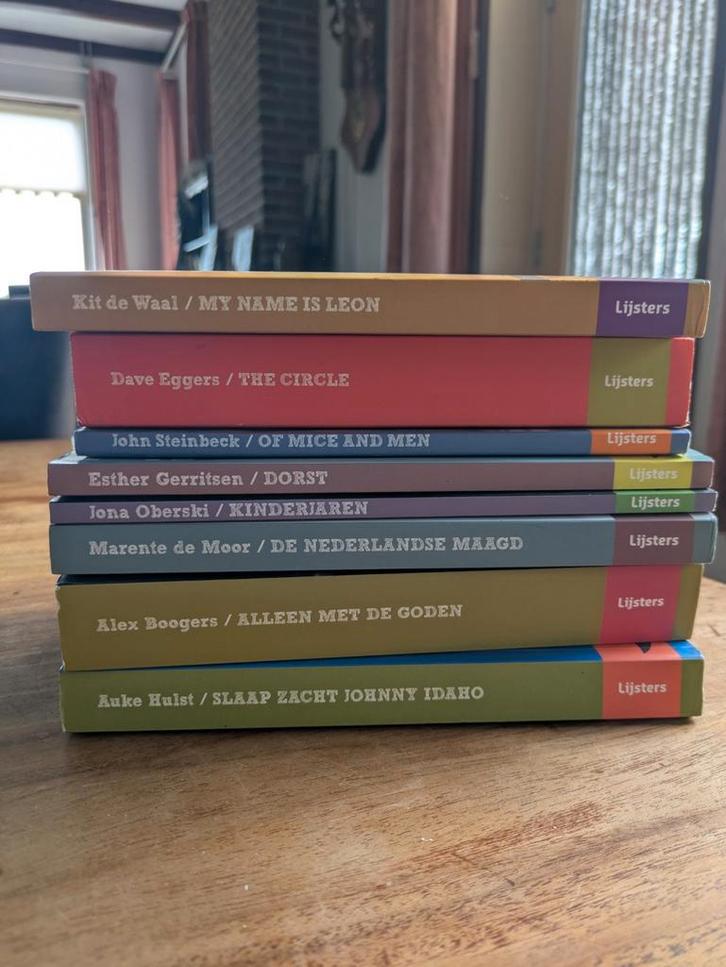 Kit de Waal / MY NAME IS LEON Lijsters
Dave Eggers / THE CIRCLE Lijsters
John Steinbeck / OF MICE AND MEN Lijsters
Esther Gerritsen / DORST Lijsters
Jona Oberski / KINDERJAREN Lijsters
Marente de Moor / DE NEDERLANDSE MAAGD Lijsters
Alex Boogers / ALLEEN MET DE GODEN Lijsters
Auke Hulst / SLAAP ZACHT JOHNNY IDAHO Lijsters